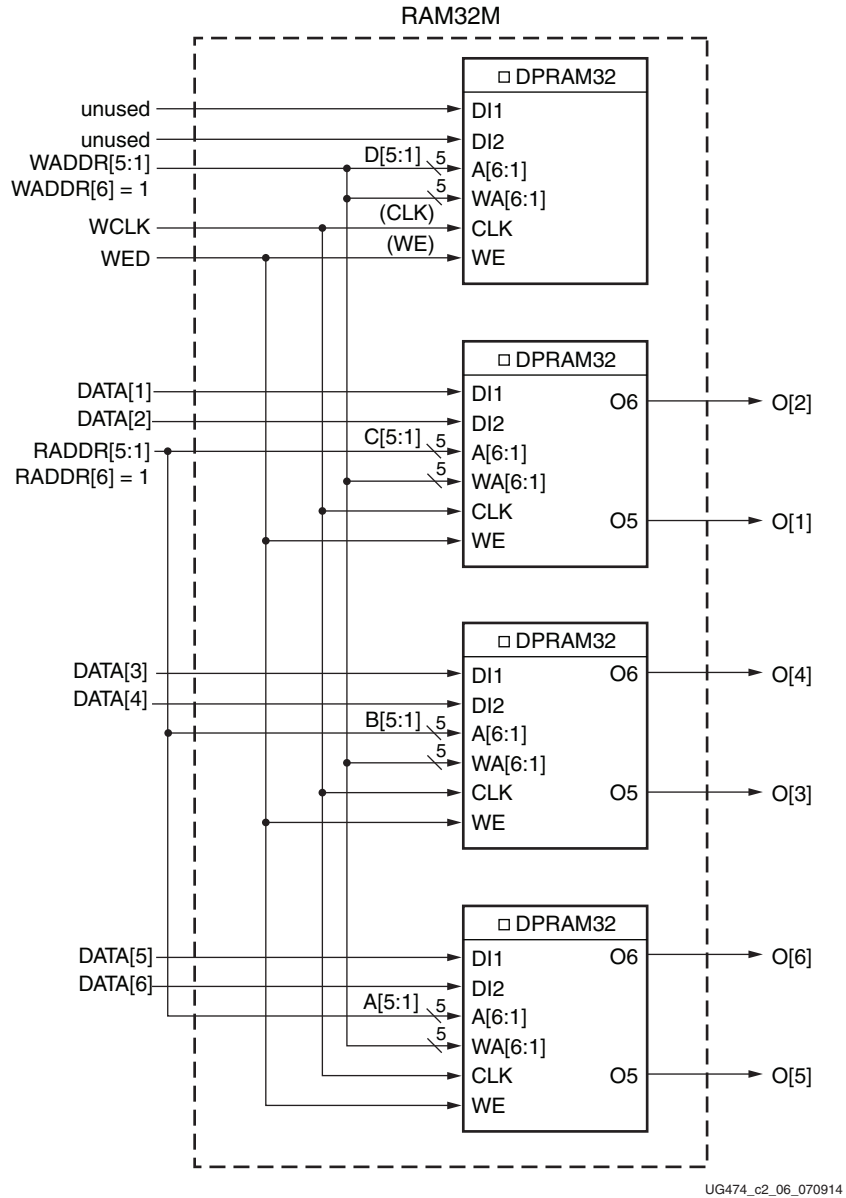 RAM32M
DPRAM32
unused
DI1
unused
DI2
WADDR[5:1]
D[5:1]
5
A[6:1]
WADDR[6] = 1
5
WA[6:1]
WCLK
(CLK)
CLK
WED
(WE)
WE
DPRAM32
DATA[1]
DI1
O6
O[2]
DATA[2]
DI2
RADDR[5:1]
C[5:1]
5
A[6:1]
RADDR[6] = 1
5
WA[6:1]
CLK
O5
O[1]
WE
DPRAM32
DATA[3]
DI1
O6
O[4]
DATA[4]
DI2
B[5:1]
5
A[6:1]
5
WA[6:1]
CLK
O5
O[3]
WE
DPRAM32
DATA[5]
DI1
O6
O[6]
DATA[6]
DI2
A[5:1]
5
A[6:1]
5
WA[6:1]
CLK
O5
O[5]
WE
UG474_c2_06_070914